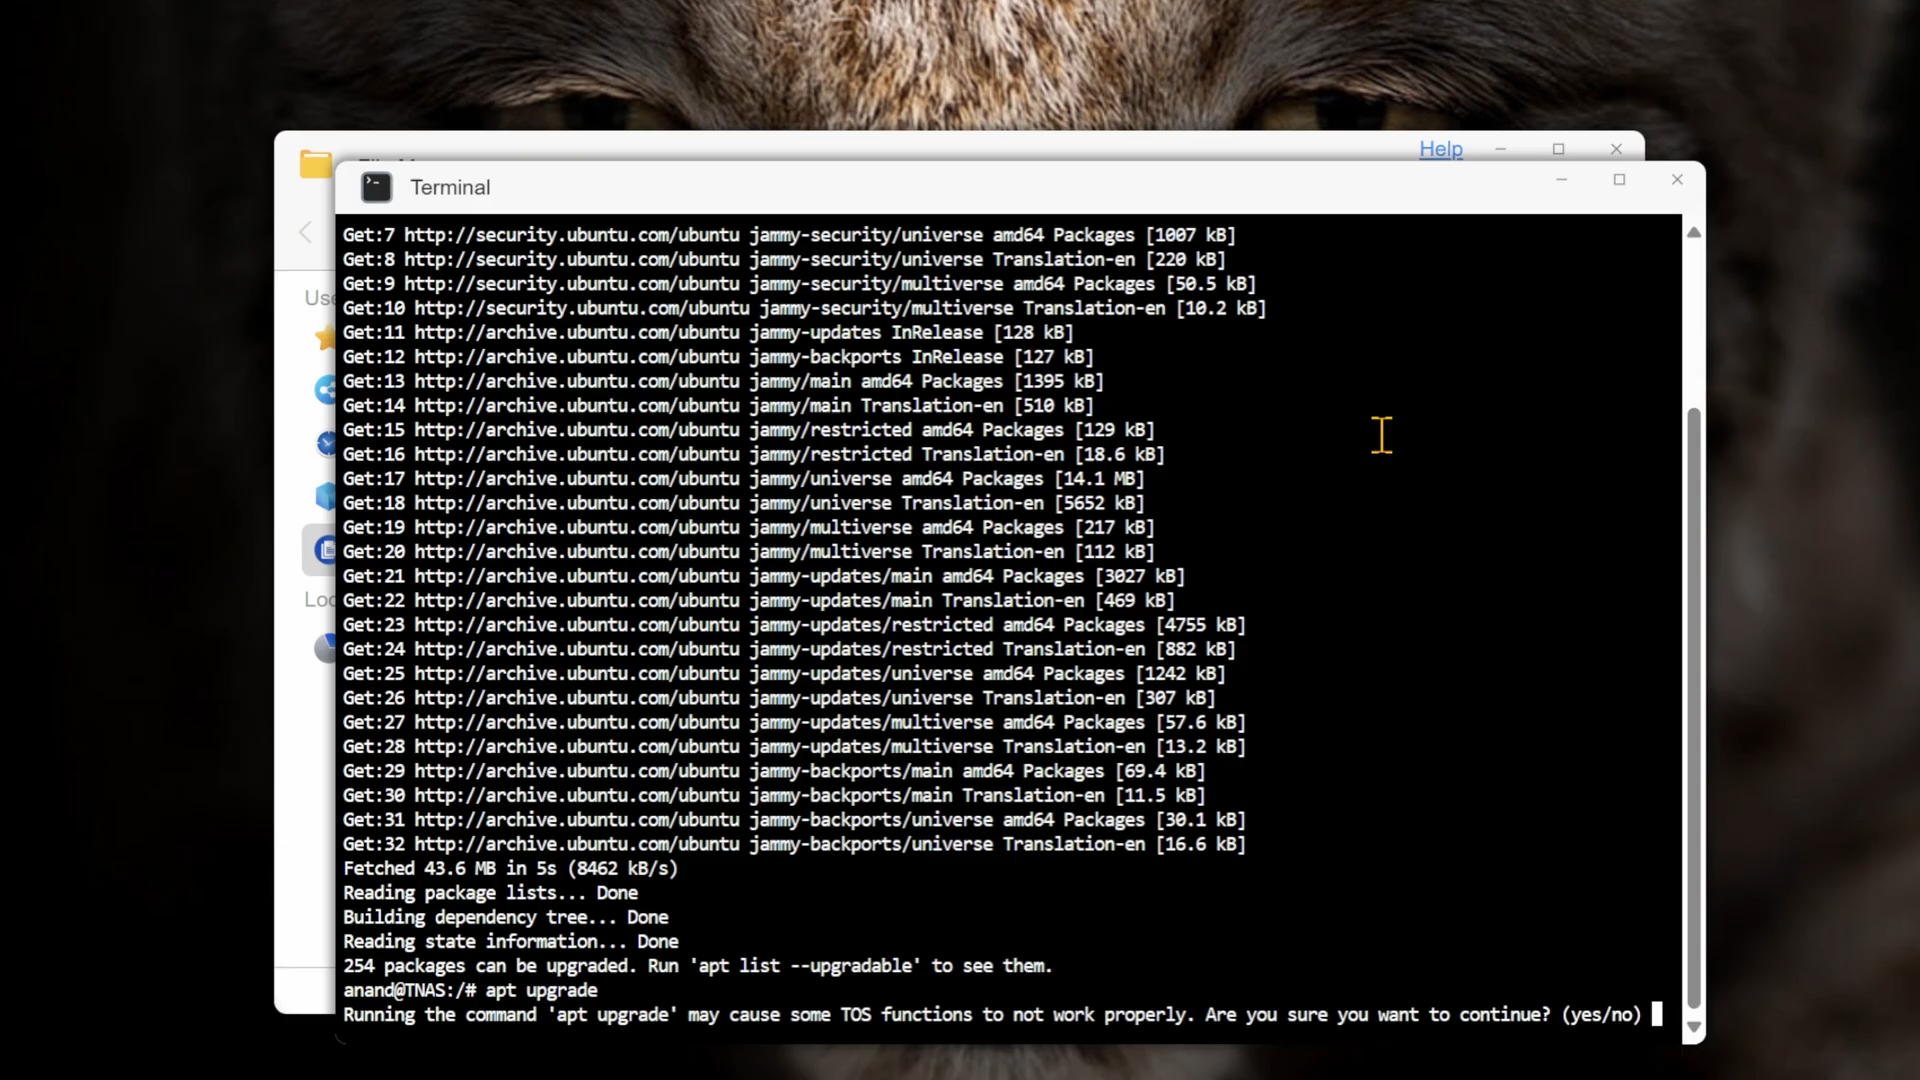 Help
Terminal
Get:7 http://security.ubuntu.com/ubuntu jammy-security/universe amd64 Packages [1007 kB]
Get:8 http://security.ubuntu.com/ubuntu jammy-security/universe Translation-en [220 kB]
Get:9 http://security.ubuntu.com/ubuntu jammy-security/multiverse amd64 Packages [50.5 kB]
Get:10 http://security.ubuntu.com/ubuntu jammy-security/multiverse Translation-en [10.2 kB]
Get:11 http://archive.ubuntu.com/ubuntu jammy-updates InRelease [128 kB]
Get:12 http://archive.ubuntu.com/ubuntu jammy-backports InRelease [127 kB]
Get:13 http://archive.ubuntu.com/ubuntu jammy/main amd64 Packages [1395 kB]
Get:14 http://archive.ubuntu.com/ubuntu jammy/main Translation-en [510 kB]
Get:15 http://archive.ubuntu.com/ubuntu jammy/restricted amd64 Packages [129 kB]
Get:16 http://archive.ubuntu.com/ubuntu jammy/restricted Translation-en [18.6 kB]
Get:17 http://archive.ubuntu.com/ubuntu jammy/universe amd64 Packages [14.1 MB]
Get:18 http://archive.ubuntu.com/ubuntu jammy/universe Translation-en [5652 kB]
Get:19 http://archive.ubuntu.com/ubuntu jammy/multiverse amd64 Packages [217 kB]
Get:20 http://archive.ubuntu.com/ubuntu jammy/multiverse Translation-en [112 kB]
Get:21 http://archive.ubuntu.com/ubuntu jammy-updates/main amd64 Packages [3027 kB]
Get:22 http://archive.ubuntu.com/ubuntu jammy-updates/main Translation-en [469 kB]
Get:23 http://archive.ubuntu.com/ubuntu jammy-updates/restricted amd64 Packages [4755 kB]
Get:24 http://archive.ubuntu.com/ubuntu jammy-updates/restricted Translation-en [882 kB]
Get:25 http://archive.ubuntu.com/ubuntu jammy-updates/universe amd64 Packages [1242 kB]
Get:26 http://archive.ubuntu.com/ubuntu jammy-updates/universe Translation-en [307 kB]
Get:27 http://archive.ubuntu.com/ubuntu jammy-updates/multiverse amd64 Packages [57.6 kB]
Get:28 http://archive.ubuntu.com/ubuntu jammy-updates/multiverse Translation-en [13.2 kB]
Get:29 http://archive.ubuntu.com/ubuntu jammy-backports/main amd64 Packages [69.4 kB]
Get:30 http://archive.ubuntu.com/ubuntu jammy-backports/main Translation-en [11.5 kB]
Get:31 http://archive.ubuntu.com/ubuntu jammy-backports/universe amd64 Packages [30.1 kB]
Get:32 http://archive.ubuntu.com/ubuntu jammy-backports/universe Translation-en [16.6 kB]
Fetched 43.6 MB in 5s (8462 kB/s)
Reading package lists... Done
Building dependency tree... Done
Reading state information... Done
254 packages can be upgraded. Run 'apt list --upgradable' to see them.
anand@TNAS:/# apt upgrade
Running the command 'apt upgrade' may cause some TOS functions to not work properly. Are you sure you want to continue? (yes/no)